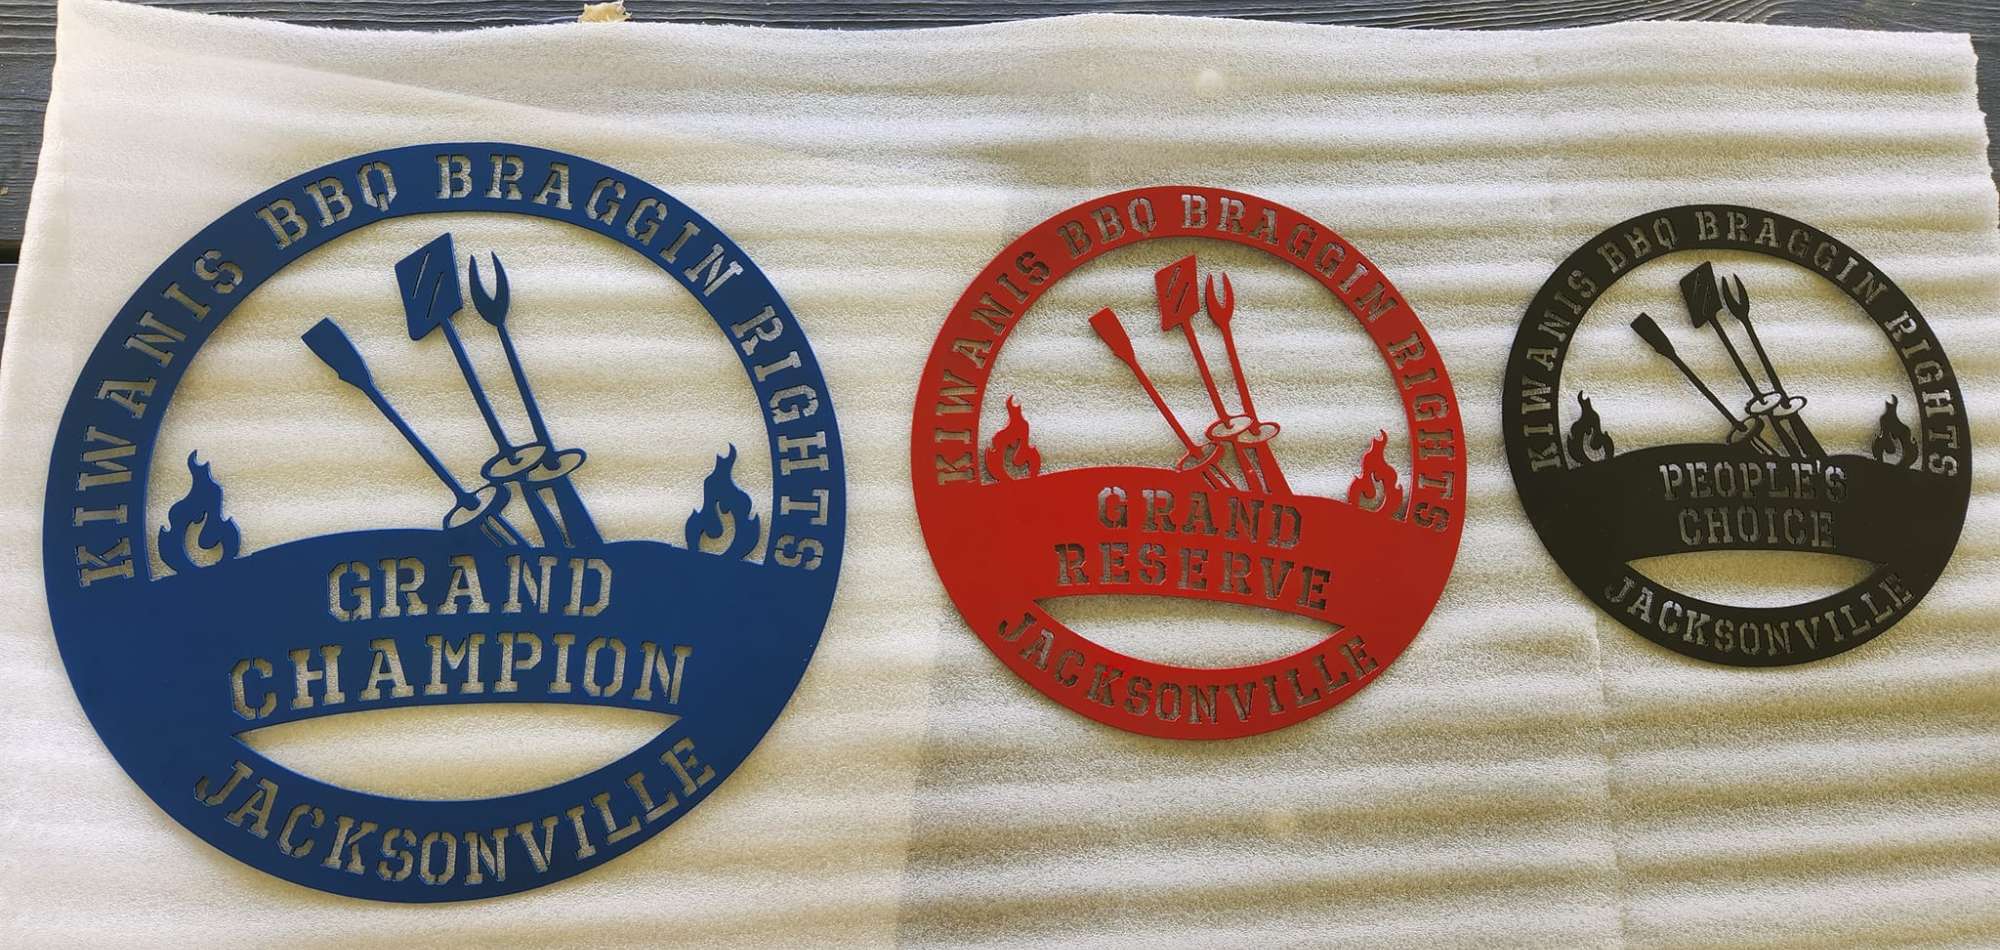 KIWANIS BBQ BRAGGIN RIGHTS
GRAND
CHAMPION
JACKSONVILLE
KIWANIS BBQ BRAGGIN RIGHTS
GRAND
RESERVE
JACKSONVILLE
KIWANIS BBQ BRAGGIN RIGHTS
PEOPLE'S
CHOICE
JACKSONVILLE